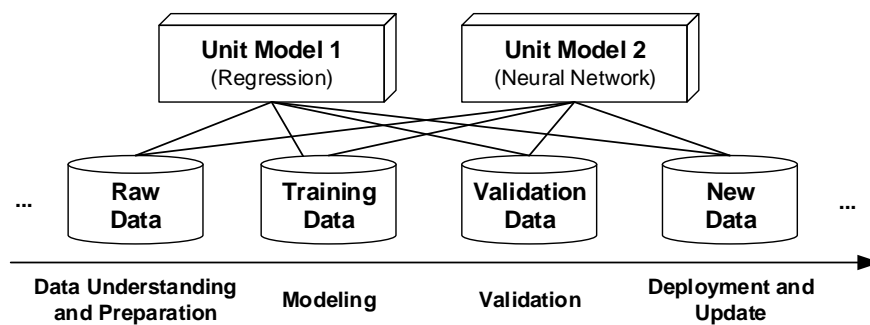 Unit Model 1
(Regression)
Unit Model 2
(Neural Network)
...
Raw
Data
Training
Data
Validation
Data
New
Data
...
Data Understanding
and Preparation
Modeling
Validation
Deployment and
Update